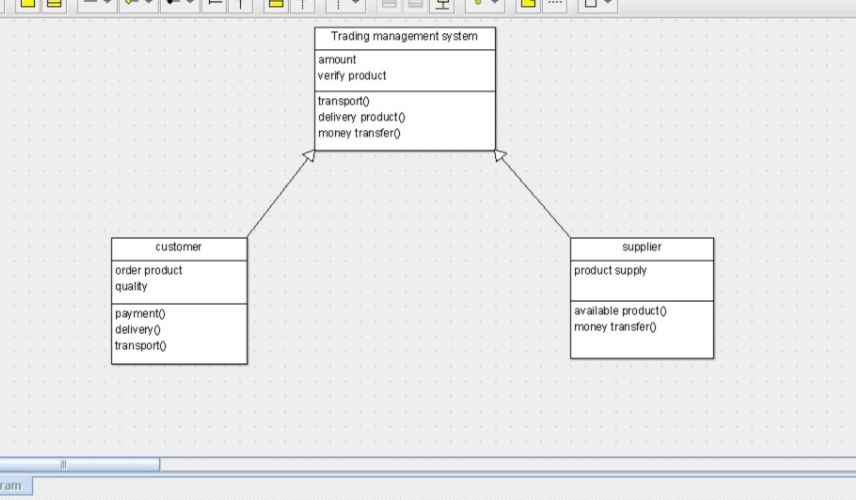 Trading management system
amount
verify product
transport()
delivery product()
money transfer()
customer
order product
quality
payment()
delivery()
transport()
supplier
product supply
available product()
money transfer()
ram